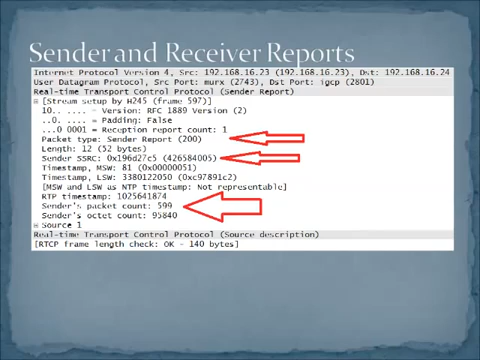 Sender and Receiver Reports
Internet Protocol Version 4, Src: 192.168.16.23 (192.168.16.23), Dst: 192.168.16.24
User Datagram Protocol, Src Port: murx (2743), Dst Port: igcp (2801)
Real-time Transport Control Protocol (Sender Report)
[Stream setup by H245 (frame 597)]
10.. .... = Version: RFC 1889 Version (2)
..0. .... = Padding: False
...0 0001 = Reception report count: 1
Packet type: Sender Report (200)
Length: 12 (52 bytes)
Sender SSRC: 0x196d27c5 (426584005)
Timestamp, MSW: 81 (0x00000051)
Timestamp, LSW: 3380122050 (0xc97891c2)
[MSW and LSW as NTP timestamp: Not representable]
RTP timestamp: 1025641874
Sender's packet count: 599
Sender's octet count: 95840
Source 1
Real-time Transport Control Protocol (Source description)
[RTCP frame length check: OK - 140 bytes]